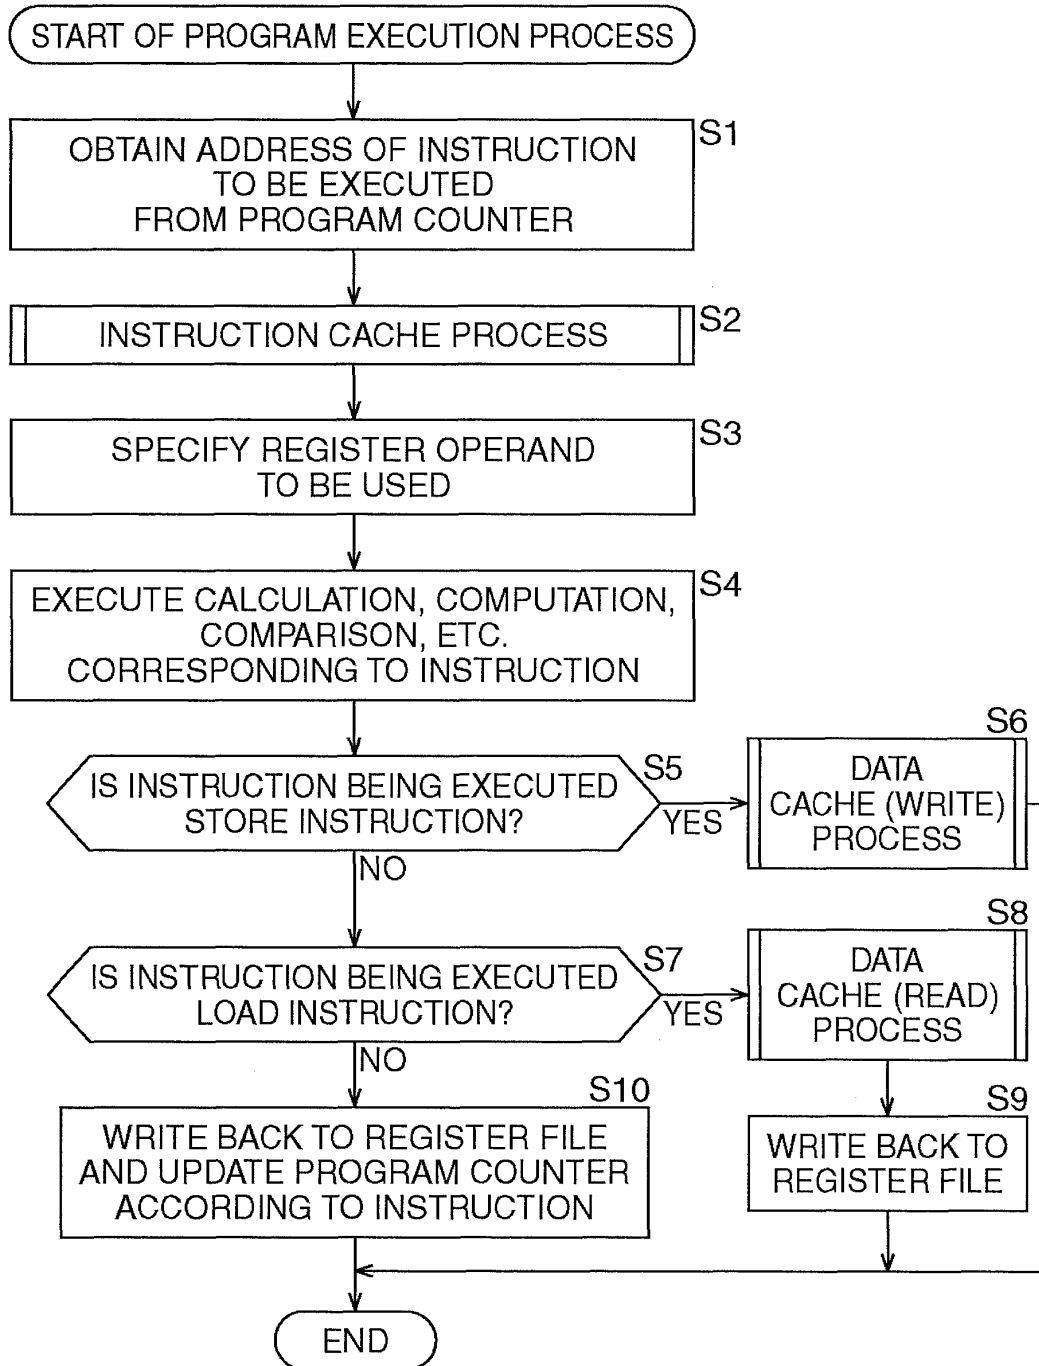 START OF PROGRAM EXECUTION PROCESS
S1
OBTAIN ADDRESS OF INSTRUCTION
TO BE EXECUTED
FROM PROGRAM COUNTER
S2
INSTRUCTION CACHE PROCESS
S3
SPECIFY REGISTER OPERAND
TO BE USED
S4
EXECUTE CALCULATION, COMPUTATION,
COMPARISON, ETC.
CORRESPONDING TO INSTRUCTION
S5
IS INSTRUCTION BEING EXECUTED
STORE INSTRUCTION?
YES
NO
S6
DATA
CACHE (WRITE)
PROCESS
S7
IS INSTRUCTION BEING EXECUTED
LOAD INSTRUCTION?
YES
NO
S8
DATA
CACHE (READ)
PROCESS
S10
WRITE BACK TO REGISTER FILE
AND UPDATE PROGRAM COUNTER
ACCORDING TO INSTRUCTION
S9
WRITE BACK TO
REGISTER FILE
END